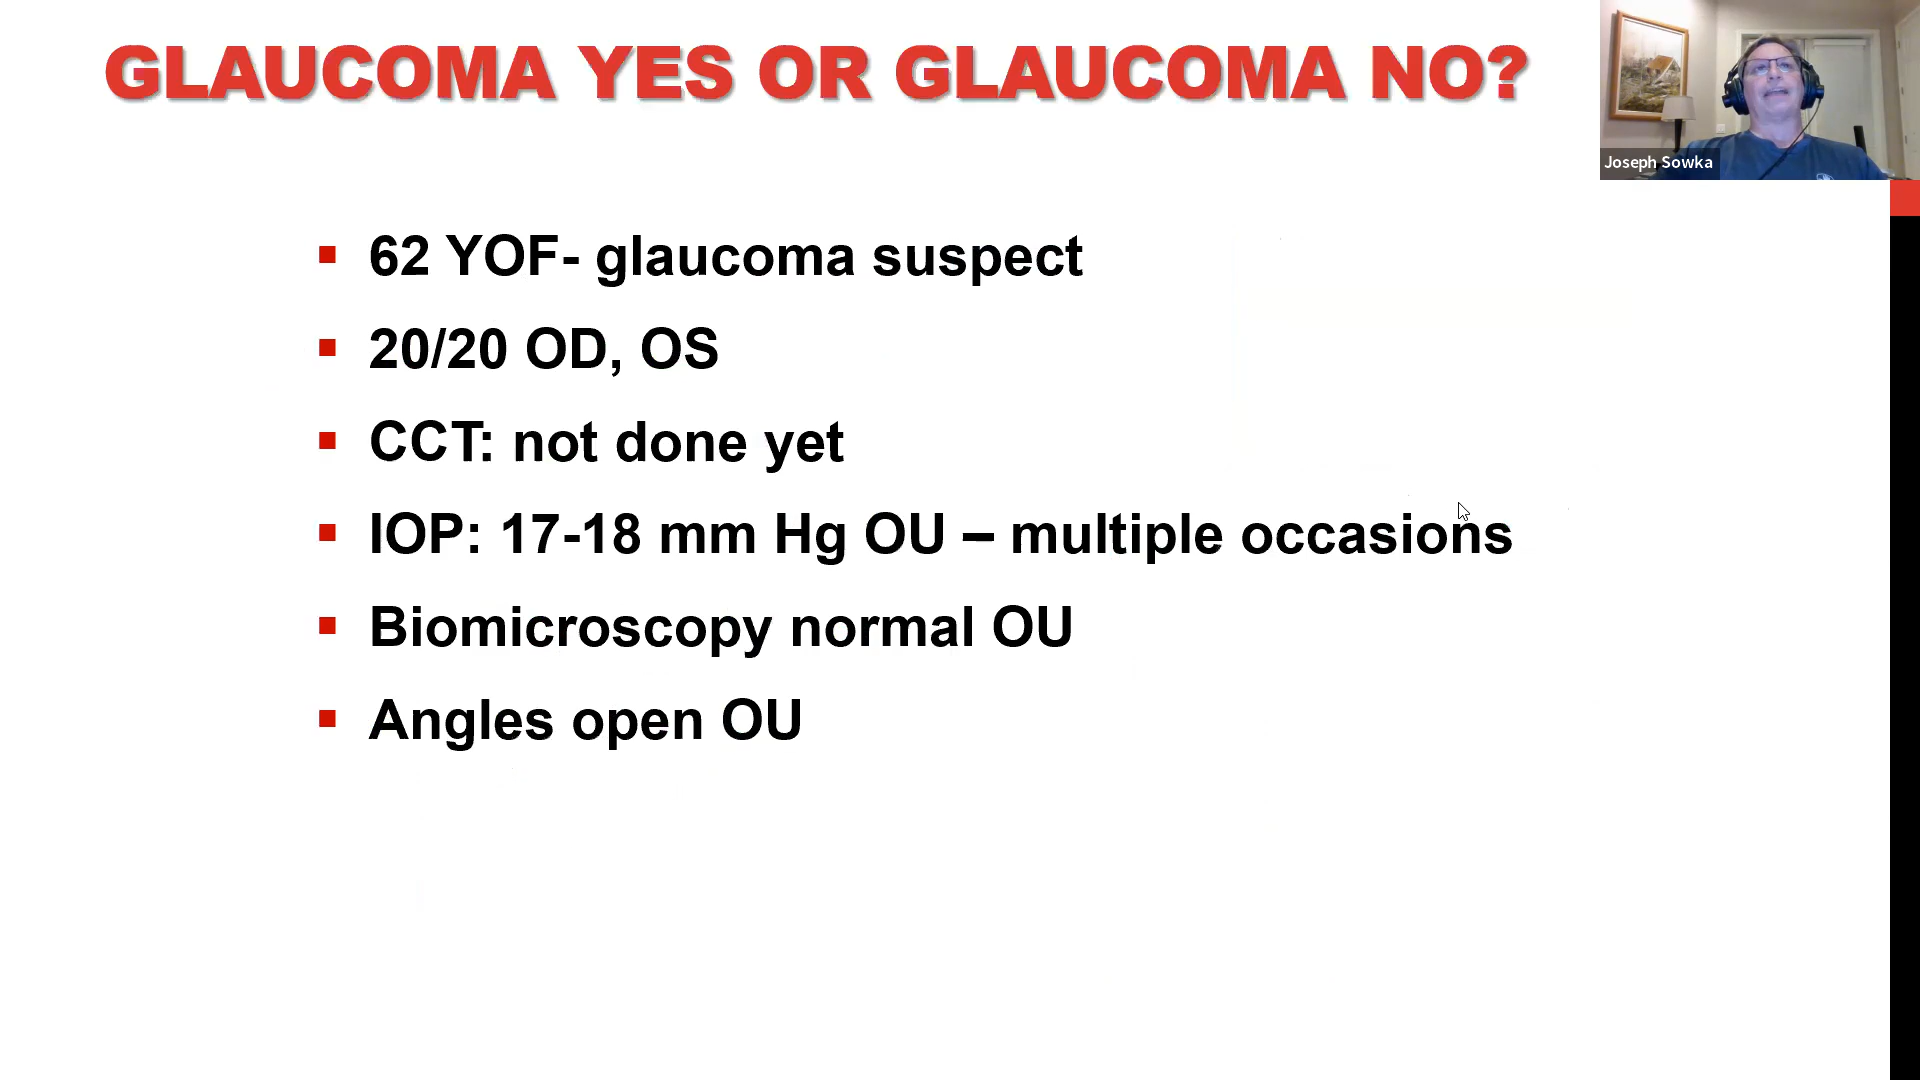 GLAUCOMA YES OR GLAUCOMA NO?
Joseph Sowka
▪ 62 YOF- glaucoma suspect
▪ 20/20 OD, OS
▪ CCT: not done yet
▪ IOP: 17-18 mm Hg OU – multiple occasions
▪ Biomicroscopy normal OU
▪ Angles open OU